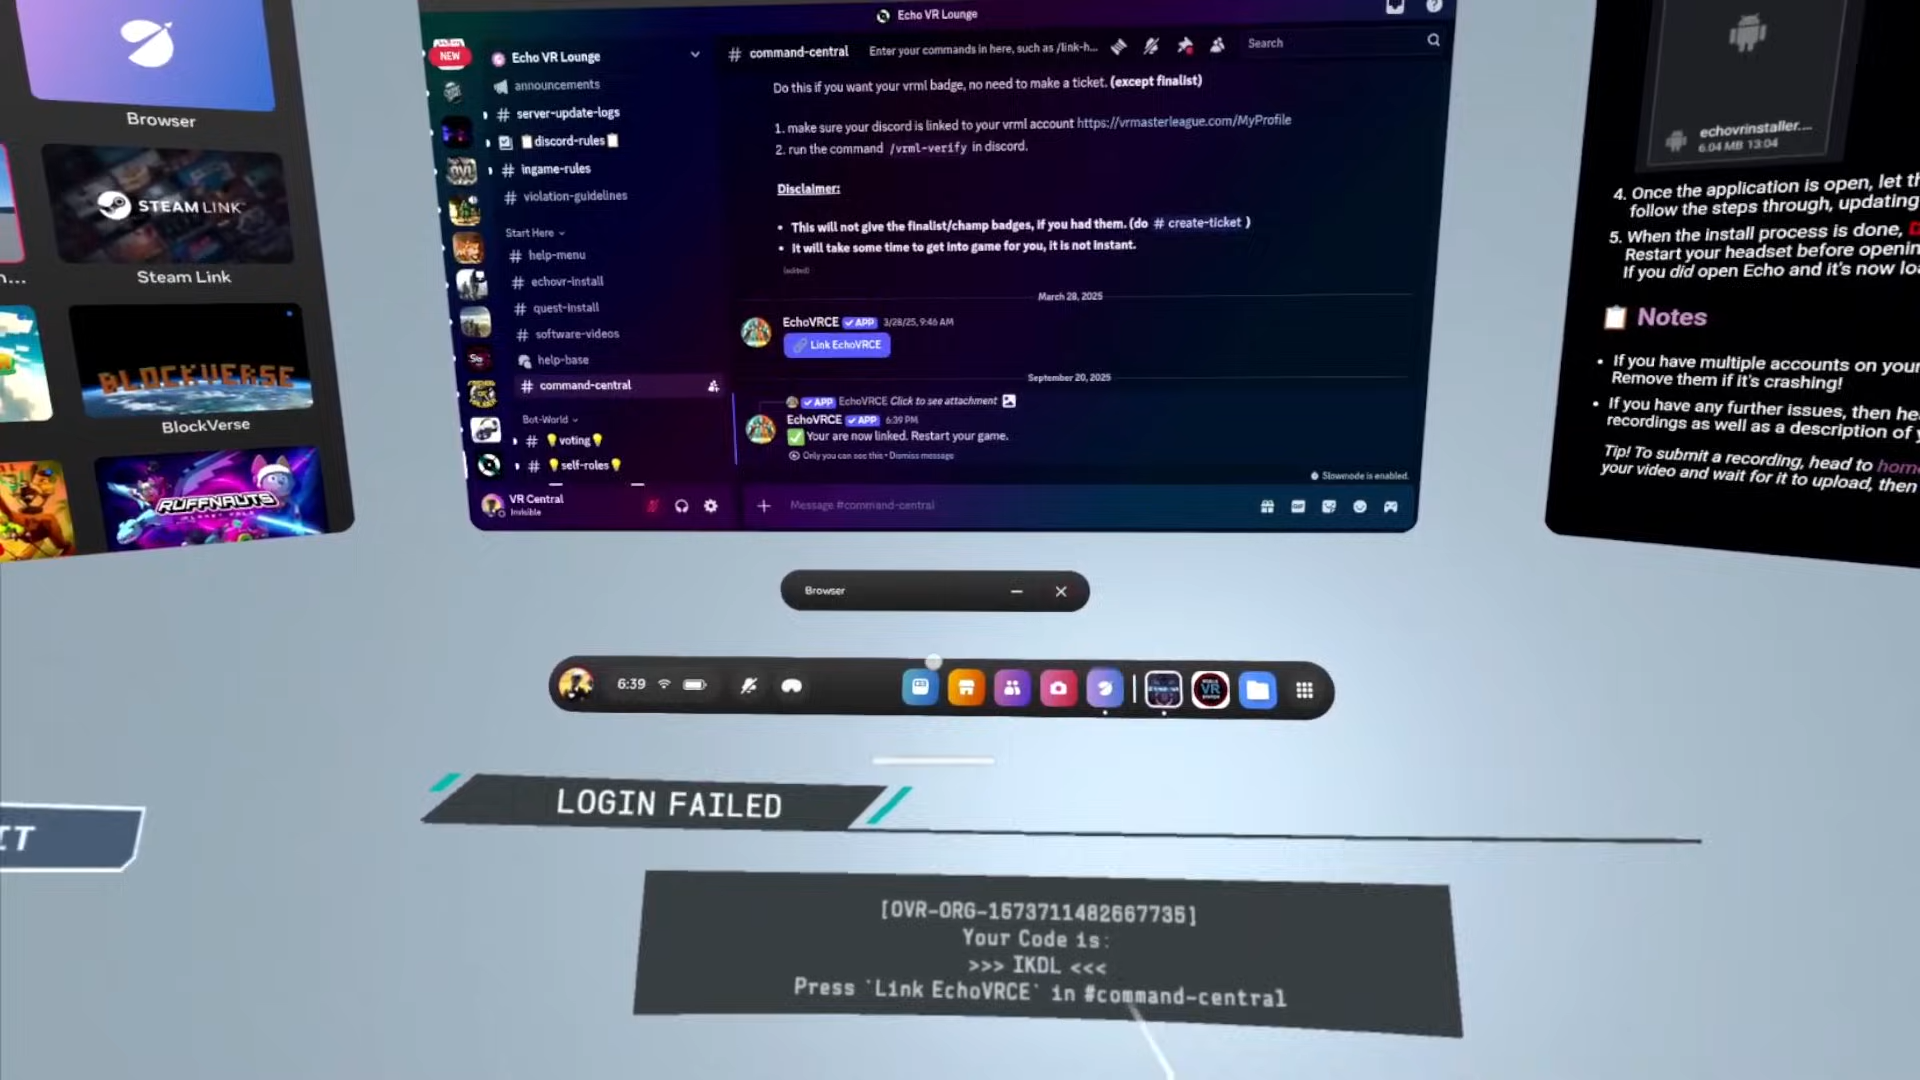 Browser
STEAM LINK
Steam Link
BLOCKVERSE
BlockVerse
RUFFNAUTS
NEW
Echo VR Lounge
Echo VR Lounge
announcements
server-update-logs
📋discord-rules📋
ingame-rules
violation-guidelines
Start Here
help-menu
echovr-install
quest-install
software-videos
help-base
command-central
Bot-World
💡voting💡
💡self-roles💡
VR Central
Invisible
# command-central
Enter your commands in here, such as /link-h...
Search
Do this if you want your vrml badge, no need to make a ticket. (except finalist)
1. make sure your discord is linked to your vrml account https://vrmasterleague.com/MyProfile
2. run the command /vrml-verify in discord.
Disclaimer:
• This will not give the finalist/champ badges, if you had them. (do # create-ticket )
• it will take some time to get into game for you, it is not instant.
(edited)
March 28, 2025
EchoVRCE ✓ APP 3/28/25, 9:46 AM
Link EchoVRCE
September 20, 2025
✓ APP EchoVRCE Click to see attachment
EchoVRCE ✓ APP 6:39 PM
✅Your are now linked. Restart your game.
Only you can see this • Dismiss message
Slowmode is enabled.
Message #command-central
echovrinstaller....
6.04 MB 13:04
4. Once the application is open, let
follow the steps through, updating
5. When the install process is done,
Restart your headset before
If you did open Echo and it's now
📋 Notes
• If you have multiple accounts on your
Remove them if it's crashing!
• If you have any further issues, then
recordings as well as a description of
Tip! To submit a recording, head to
your video and wait for it to upload, then
Browser
6:39
VR
LOGIN FAILED
IT
[OVR-ORG-1573711482667735]
Your Code is:
>>> IKDL <<<
Press `Link EchoVRCE` in #command-central